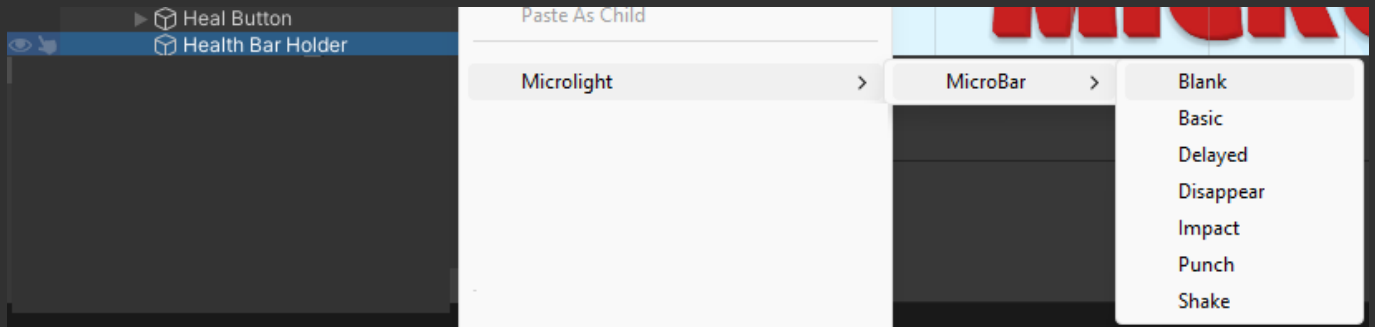 Heal Button
Health Bar Holder
Paste As Child
Microlight
MicroBar
Blank
Basic
Delayed
Disappear
Impact
Punch
Shake